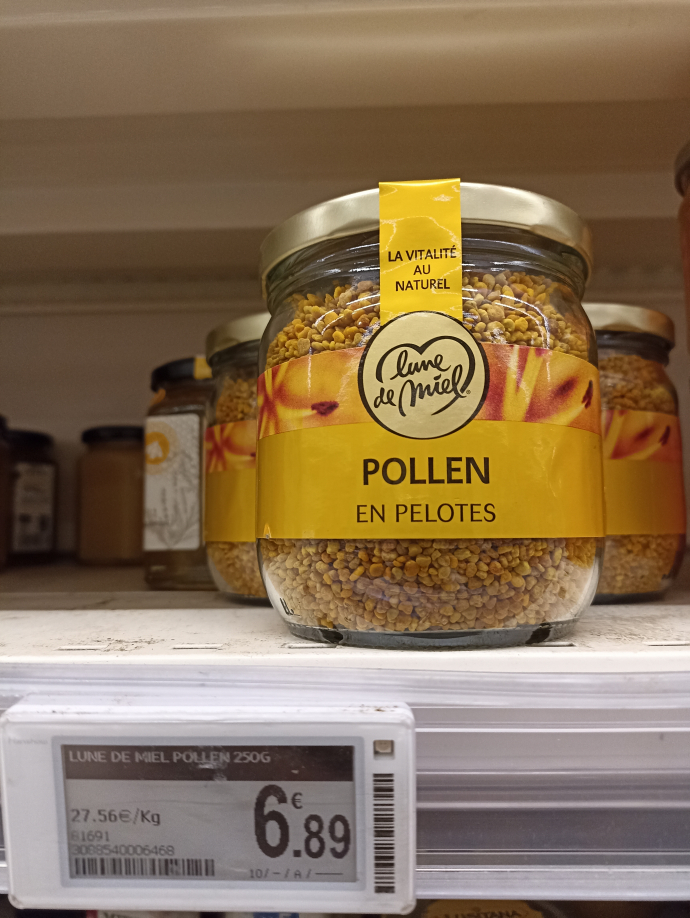 LA VITALITÉ
AU
NATUREL
lune
de miel
POLLEN
EN PELOTES
LUNE DE MIEL POLLEN 250G
27.56€/Kg
6€.89
81691
3088540006468
10/-/A/